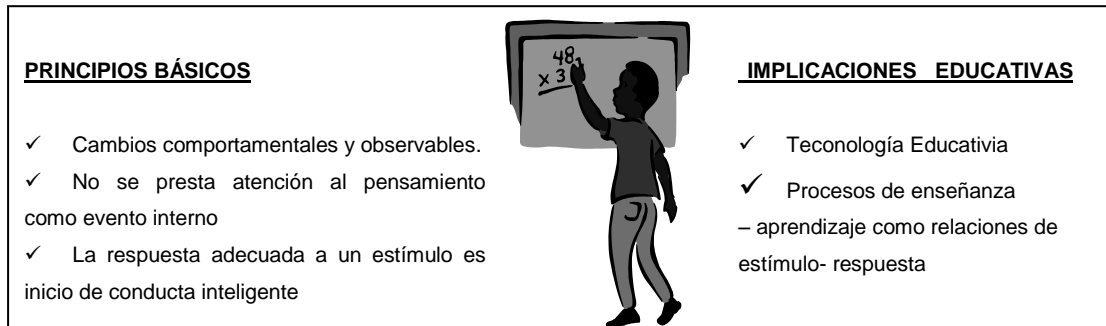 PRINCIPIOS BÁSICOS
✓ Cambios comportamentales y observables.
✓ No se presta atención al pensamiento
como evento interno
✓ La respuesta adecuada a un estímulo es
inicio de conducta inteligente
48
x 3
IMPLICACIONES EDUCATIVAS
✓ Teconología Educativia
✓ Procesos de enseñanza
– aprendizaje como relaciones de
estímulo- respuesta